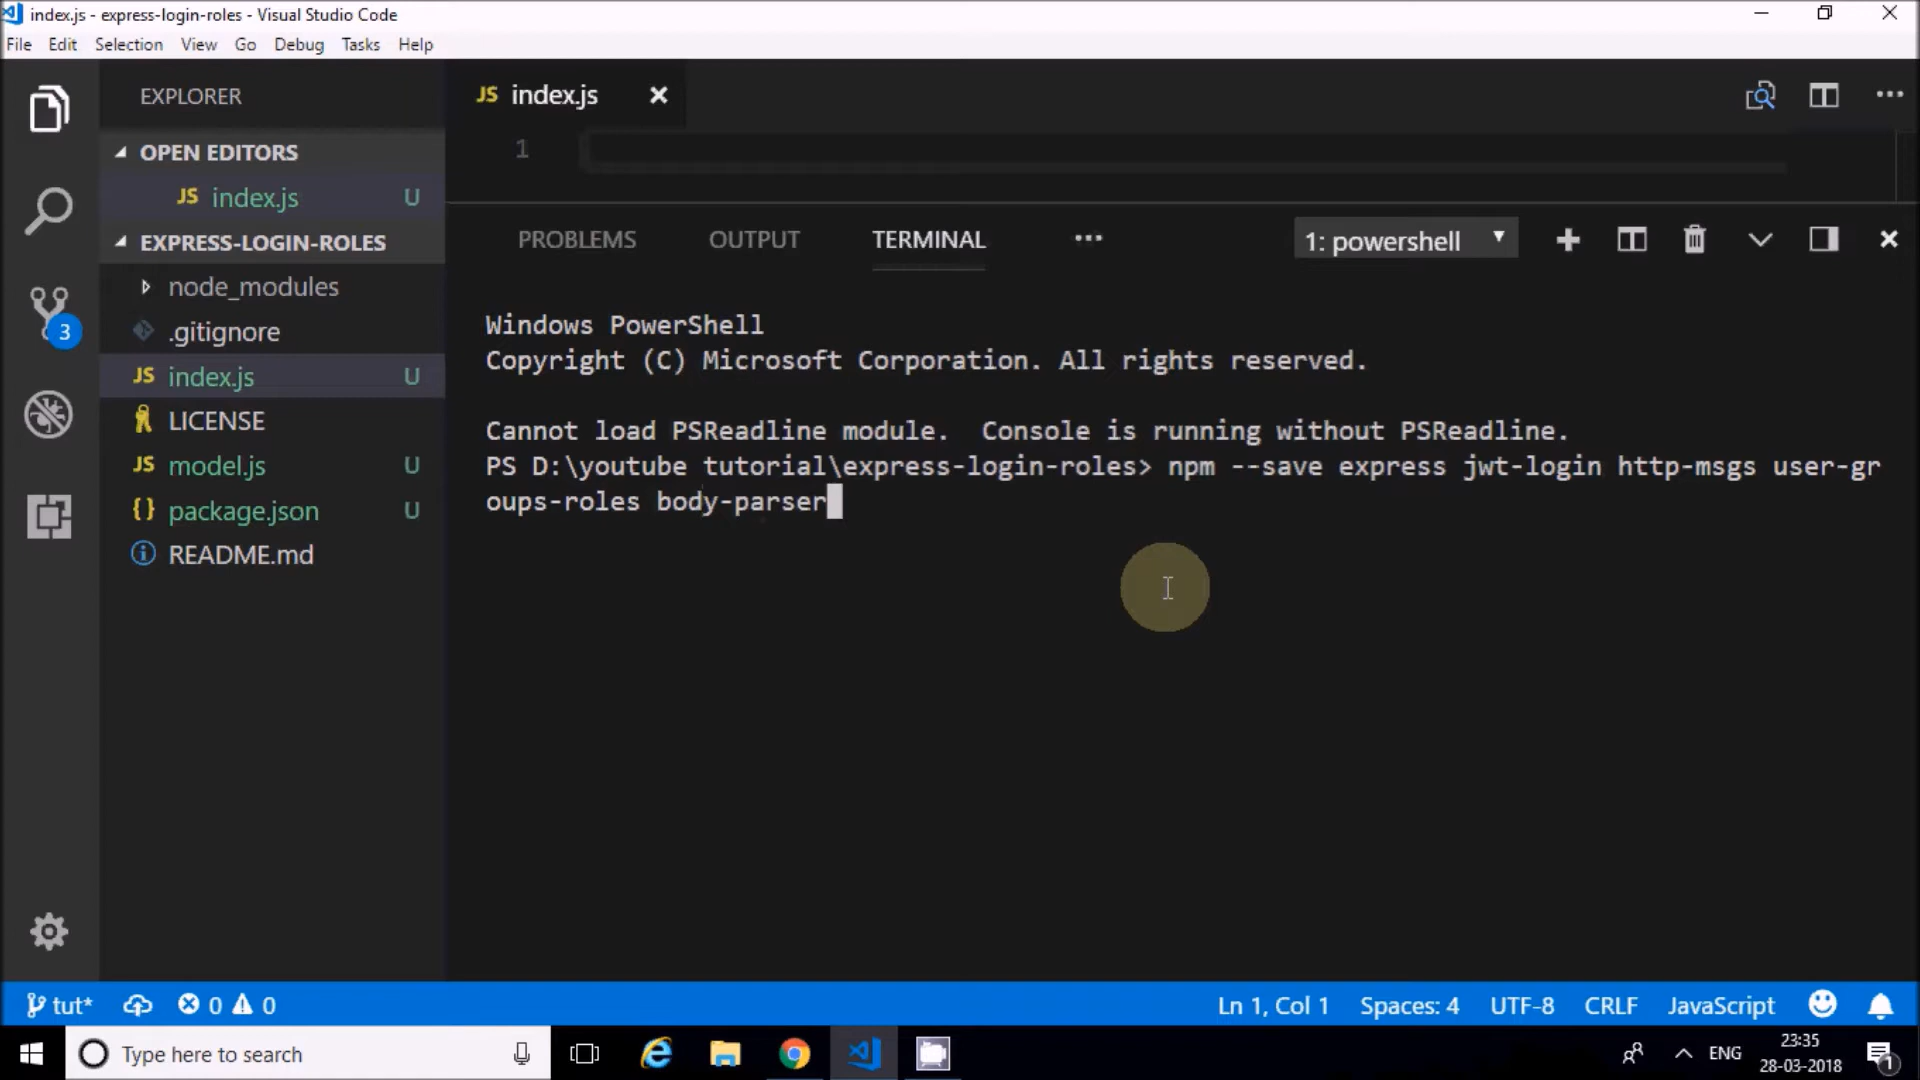 index.js - express-login-roles - Visual Studio Code
File Edit Selection View Go Debug Tasks Help
EXPLORER
JS index.js
OPEN EDITORS
1
JS index.js U
EXPRESS-LOGIN-ROLES
PROBLEMS OUTPUT TERMINAL 1: powershell
node_modules
.gitignore
JS index.js U
LICENSE
JS model.js U
{} package.json U
README.md
3
Windows PowerShell
Copyright (C) Microsoft Corporation. All rights reserved.
Cannot load PSReadline module.  Console is running without PSReadline.
PS D:\youtube tutorial\express-login-roles> npm --save express jwt-login http-msgs user-gr
oups-roles body-parser
tut* 0 0 Ln 1, Col 1 Spaces: 4 UTF-8 CRLF JavaScript
Type here to search
ENG
23:35
28-03-2018
1